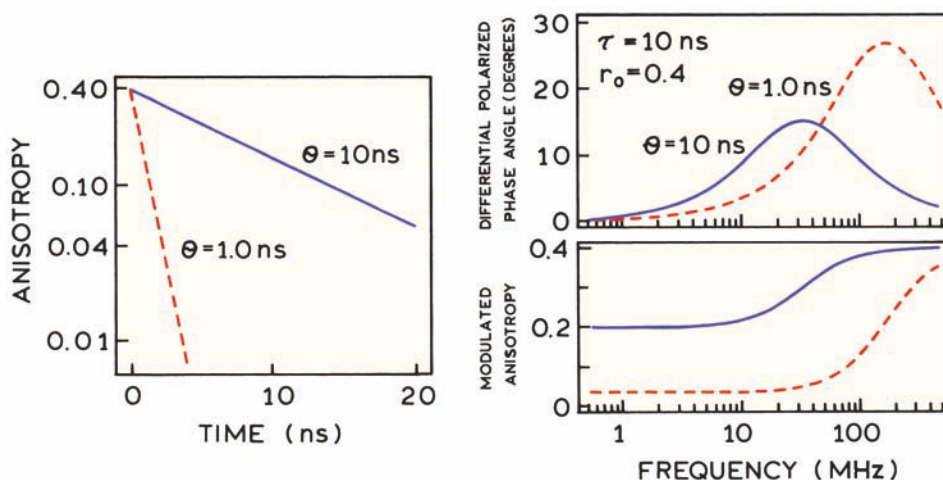 ANISOTROPY
0.40
0.10
0.04
0.01
Θ = 10 ns
Θ = 1.0 ns
0
10
20
TIME (ns)
DIFFERENTIAL POLARIZED
PHASE ANGLE (DEGREES)
30
20
10
0
τ = 10 ns
r₀ = 0.4
Θ = 1.0 ns
Θ = 10 ns
MODULATED
ANISOTROPY
0.4
0.2
0
1
10
100
FREQUENCY (MHz)